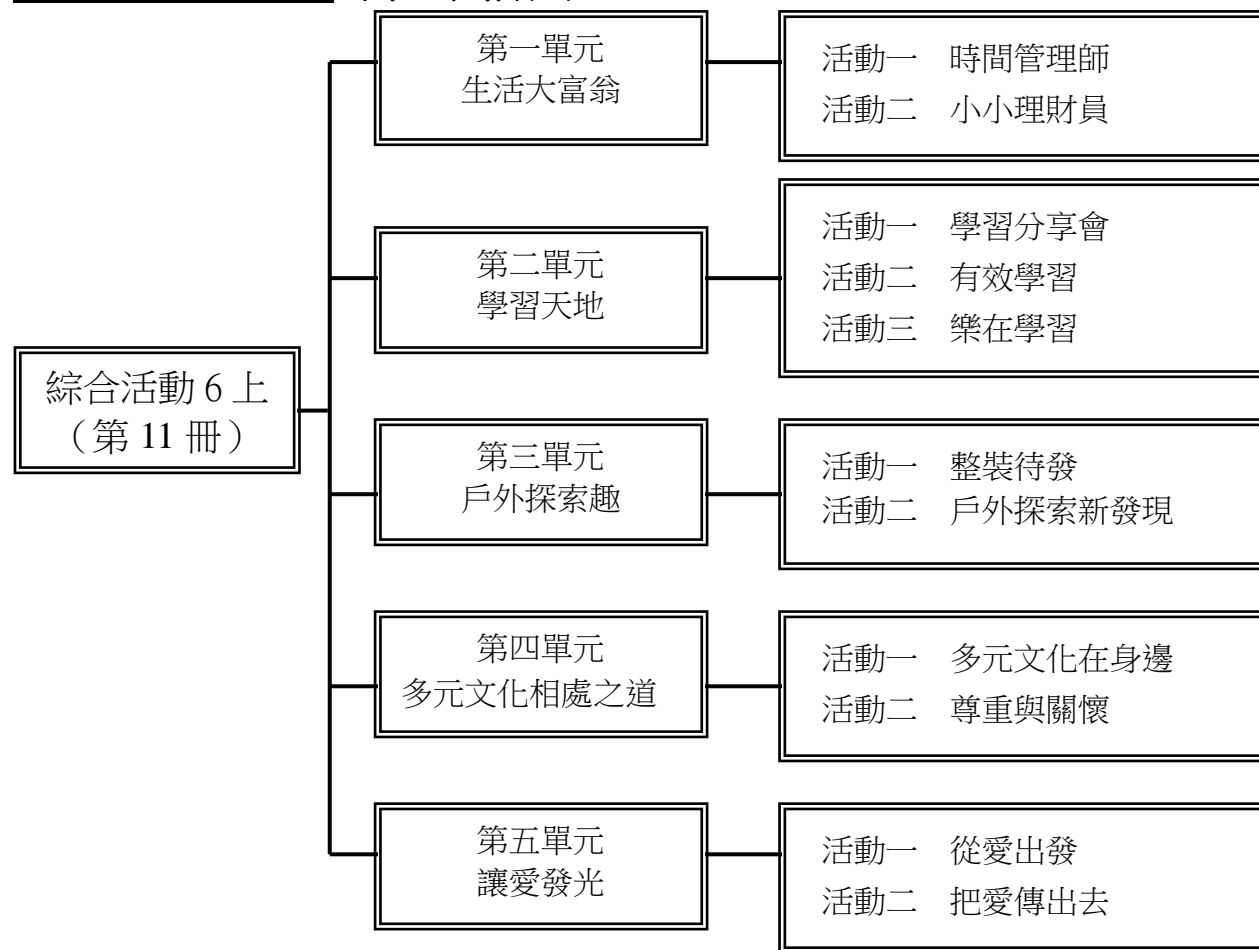 第一單元
生活大富翁
活動一 時間管理師
活動二 小小理財員
第二單元
學習天地
活動一 學習分享會
活動二 有效學習
活動三 樂在學習
綜合活動 6 上
（第 11 冊）
第三單元
戶外探索趣
活動一 整裝待發
活動二 戶外探索新發現
第四單元
多元文化相處之道
活動一 多元文化在身邊
活動二 尊重與關懷
第五單元
讓愛發光
活動一 從愛出發
活動二 把愛傳出去